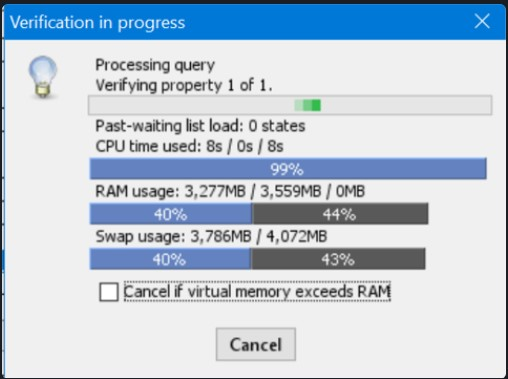 Verification in progress
Processing query
Verifying property 1 of 1.
Past-waiting list load: 0 states
CPU time used: 8s / 0s / 8s
99%
RAM usage: 3,277MB / 3,559MB / 0MB
40% 44%
Swap usage: 3,786MB / 4,072MB
40% 43%
Cancel if virtual memory exceeds RAM
Cancel